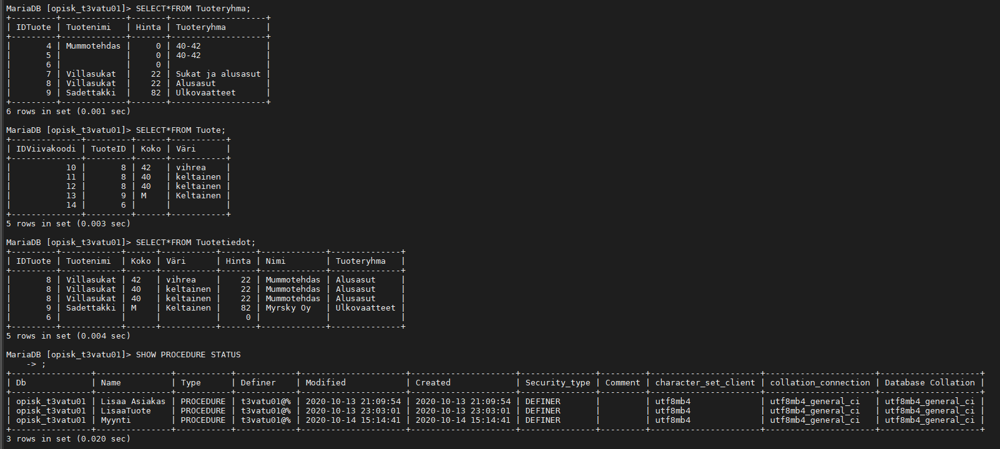 MariaDB [opisk_t3vatu01]> SELECT*FROM Tuoteryhma;
+---------+------------+-------+-------------------+
| IDTuote | Tuotenimi  | Hinta | Tuoteryhma        |
+---------+------------+-------+-------------------+
|       4 | Mummotehdas |     0 | 40-42             |
|       5 |            |     0 | 40-42             |
|       6 |            |     0 |                   |
|       7 | Villasukat |    22 | Sukat ja alusasut |
|       8 | Villasukat |    22 | Alusasut          |
|       9 | Sadettakki |    82 | Ulkovaatteet      |
+---------+------------+-------+-------------------+
6 rows in set (0.001 sec)
MariaDB [opisk_t3vatu01]> SELECT*FROM Tuote;
+--------------+---------+------+-----------+
| IDViivakoodi | TuoteID | Koko | Väri      |
+--------------+---------+------+-----------+
|           10 |       8 | 42   | vihrea    |
|           11 |       8 | 40   | keltainen |
|           12 |       8 | 40   | keltainen |
|           13 |       9 | M    | Keltainen |
|           14 |       6 |      |           |
+--------------+---------+------+-----------+
5 rows in set (0.003 sec)
MariaDB [opisk_t3vatu01]> SELECT*FROM Tuotetiedot;
+---------+------------+------+-----------+-------+-------------+--------------+
| IDTuote | Tuotenimi  | Koko | Väri      | Hinta | Nimi        | Tuoteryhma   |
+---------+------------+------+-----------+-------+-------------+--------------+
|       8 | Villasukat | 42   | vihrea    |    22 | Mummotehdas | Alusasut     |
|       8 | Villasukat | 40   | keltainen |    22 | Mummotehdas | Alusasut     |
|       8 | Villasukat | 40   | keltainen |    22 | Mummotehdas | Alusasut     |
|       9 | Sadettakki | M    | Keltainen |    82 | Myrsky Oy   | Ulkovaatteet |
|       6 |            |      |           |     0 |             |              |
+---------+------------+------+-----------+-------+-------------+--------------+
5 rows in set (0.004 sec)
MariaDB [opisk_t3vatu01]> SHOW PROCEDURE STATUS
    -> ;
+----------------+---------------+-----------+------------+---------------------+---------------------+---------------+---------+----------------------+----------------------+--------------------+
| Db             | Name          | Type      | Definer    | Modified            | Created             | Security_type | Comment | character_set_client | collation_connection | Database Collation |
+----------------+---------------+-----------+------------+---------------------+---------------------+---------------+---------+----------------------+----------------------+--------------------+
| opisk_t3vatu01 | Lisaa Asiakas | PROCEDURE | t3vatu01@% | 2020-10-13 21:09:54 | 2020-10-13 21:09:54 | DEFINER       |         | utf8mb4              | utf8mb4_general_ci   | utf8mb4_general_ci |
| opisk_t3vatu01 | LisaaTuote    | PROCEDURE | t3vatu01@% | 2020-10-13 23:03:01 | 2020-10-13 23:03:01 | DEFINER       |         | utf8mb4              | utf8mb4_general_ci   | utf8mb4_general_ci |
| opisk_t3vatu01 | Myynti        | PROCEDURE | t3vatu01@% | 2020-10-14 15:14:41 | 2020-10-14 15:14:41 | DEFINER       |         | utf8mb4              | utf8mb4_general_ci   | utf8mb4_general_ci |
+----------------+---------------+-----------+------------+---------------------+---------------------+---------------+---------+----------------------+----------------------+--------------------+
3 rows in set (0.020 sec)